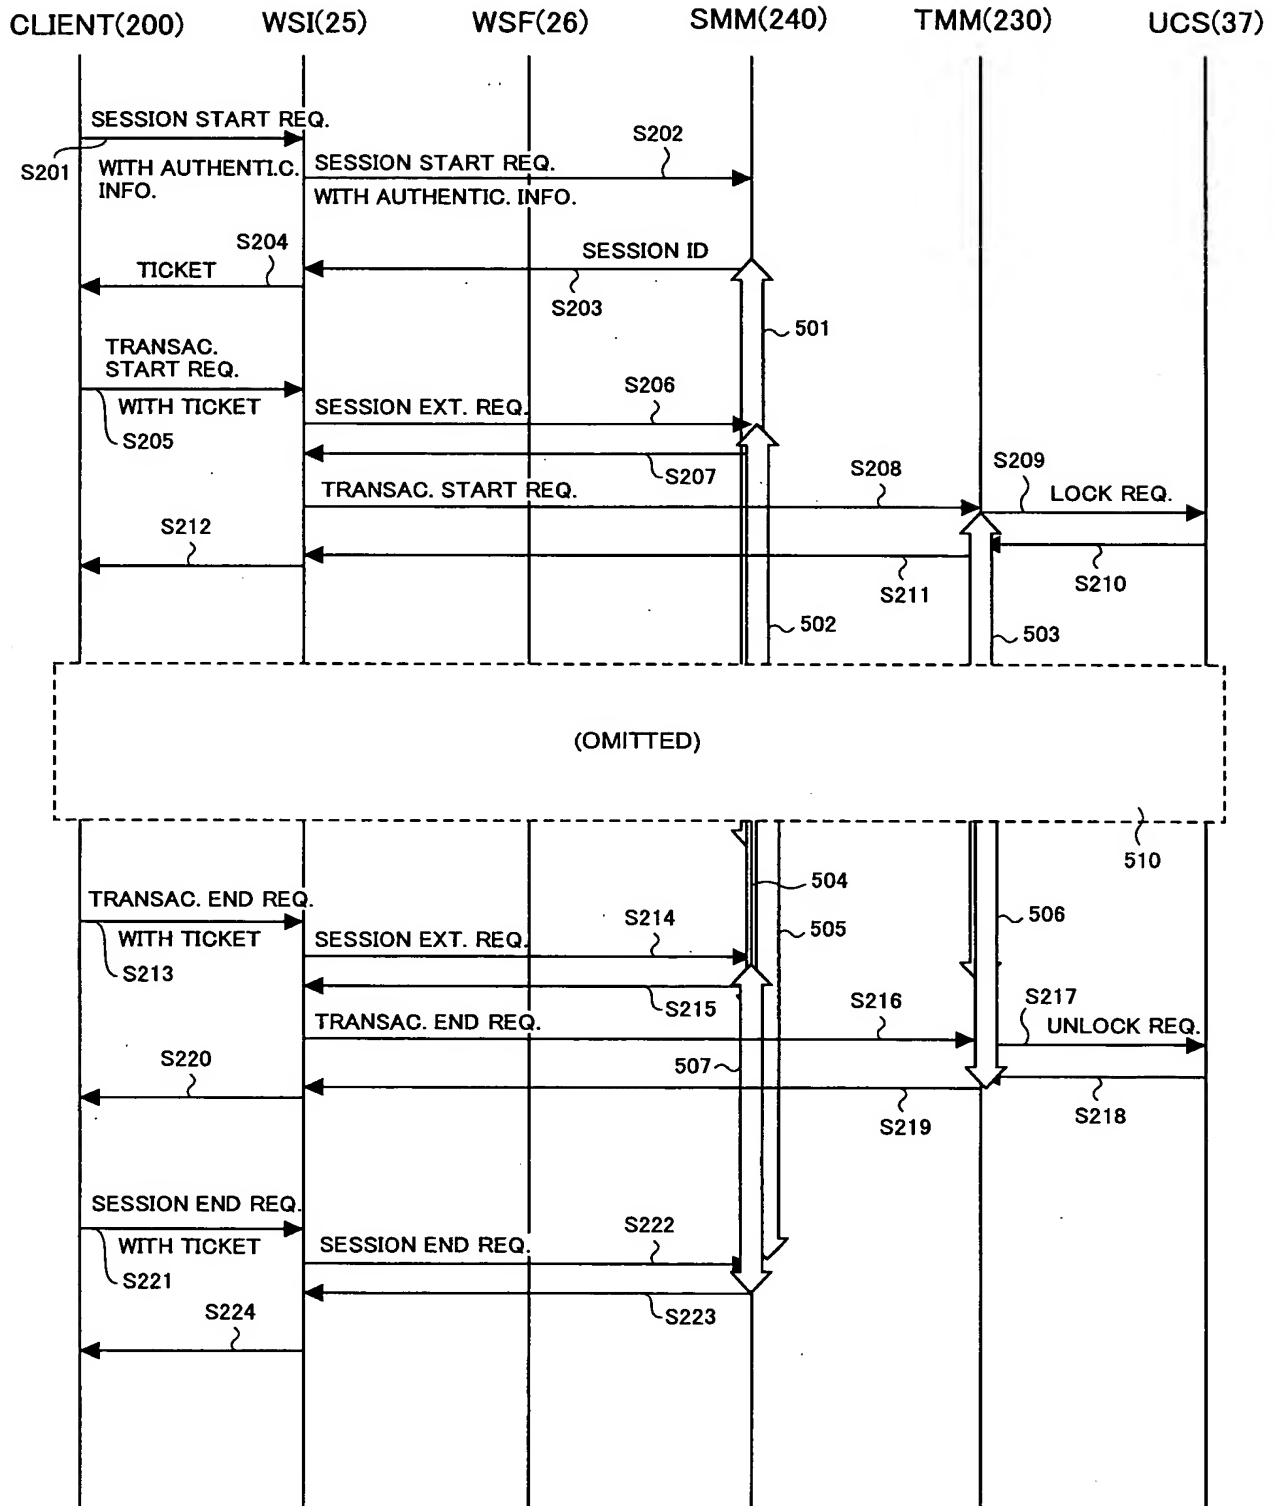 CLIENT(200) WSI(25) WSF(26) SMM(240) TMM(230) UCS(37)
SESSION START REQ.
S201
WITH AUTHENTI.C.
INFO.
S202
SESSION START REQ.
WITH AUTHENTIC. INFO.
S204
SESSION ID
TICKET
S203
501
TRANSAC.
START REQ.
WITH TICKET
S205
S206
SESSION EXT. REQ.
S207
S208
S209
TRANSAC. START REQ.
LOCK REQ.
S212
S211
S210
502
503
(OMITTED)
510
504
TRANSAC. END REQ.
WITH TICKET
S213
S214
505
506
SESSION EXT. REQ.
S215
S216
S217
TRANSAC. END REQ.
UNLOCK REQ.
S220
507
S219
S218
SESSION END REQ.
WITH TICKET
S221
S222
SESSION END REQ.
S223
S224